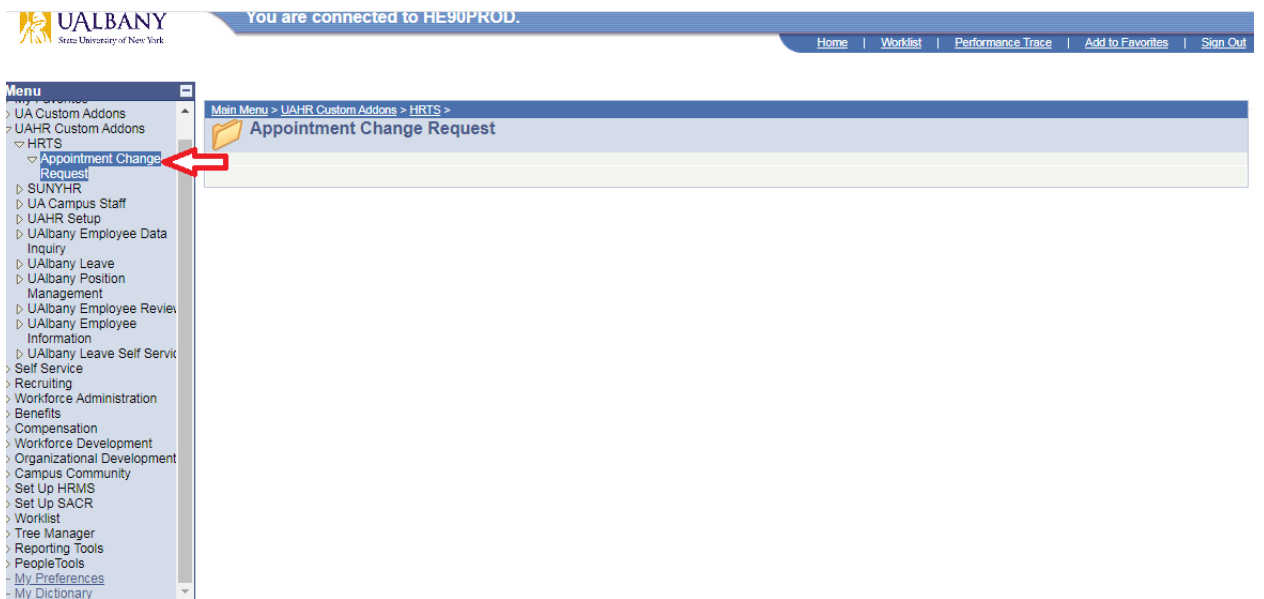 UALBANY
State University of New York
You are connected to HE90PROD.
Home | Worklist | Performance Trace | Add to Favorites | Sign Out
Menu
My Favorites
UA Custom Addons
UAHR Custom Addons
HRTS
Appointment Change
Request
SUNYHR
UA Campus Staff
UAHR Setup
UAlbany Employee Data
Inquiry
UAlbany Leave
UAlbany Position
Management
UAlbany Employee Review
UAlbany Employee
Information
UAlbany Leave Self Servic
Self Service
Recruiting
Workforce Administration
Benefits
Compensation
Workforce Development
Organizational Development
Campus Community
Set Up HRMS
Set Up SACR
Worklist
Tree Manager
Reporting Tools
PeopleTools
- My Preferences
- My Dictionary
Main Menu > UAHR Custom Addons > HRTS >
Appointment Change Request